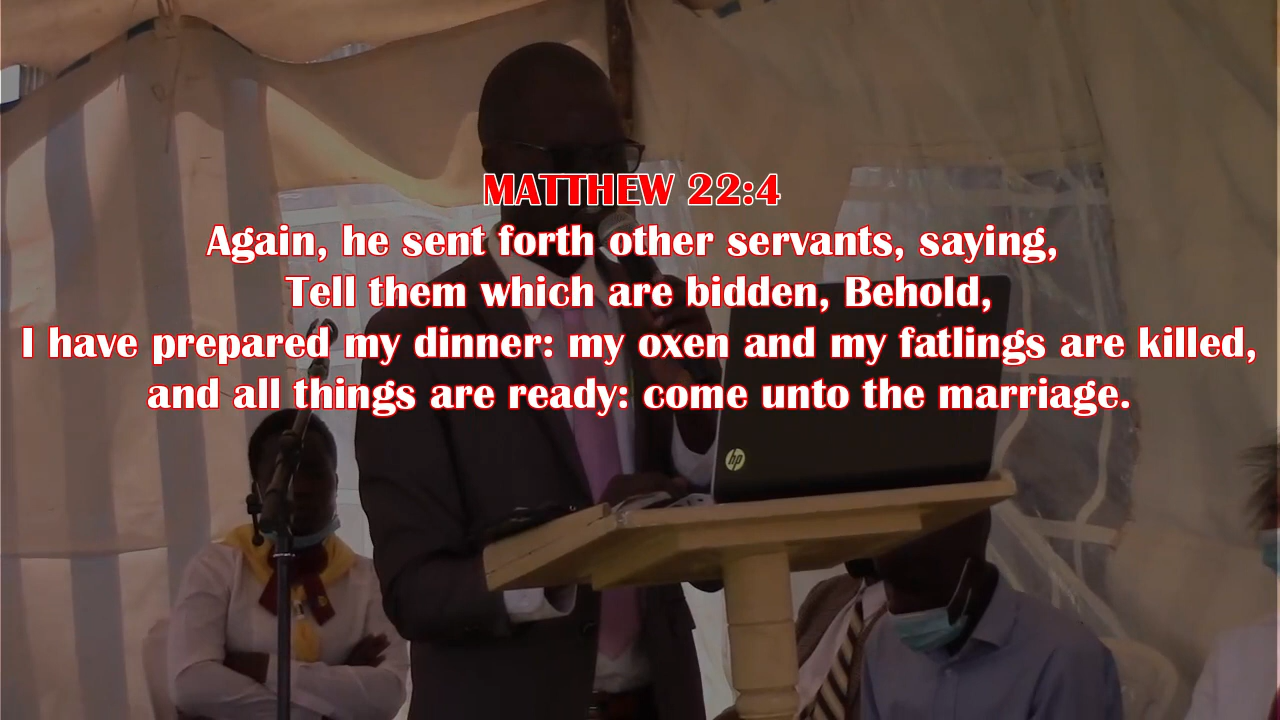 MATTHEW 22:4
Again, he sent forth other servants, saying,
Tell them which are bidden, Behold,
I have prepared my dinner: my oxen and my fatlings are killed,
and all things are ready: come unto the marriage.
hp